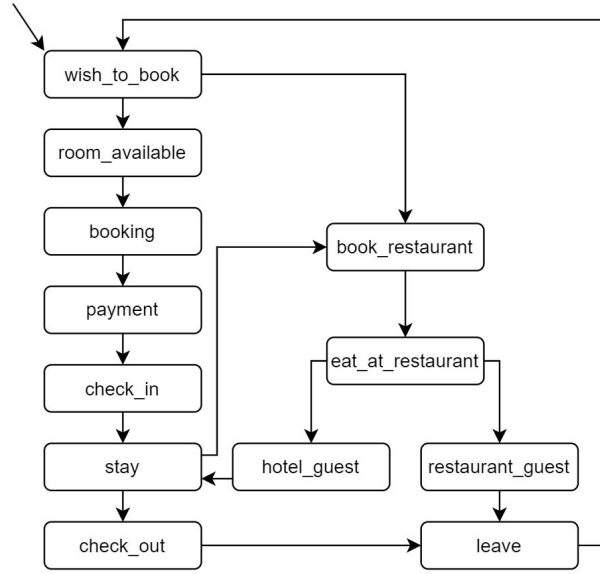 wish_to_book
room_available
booking
book_restaurant
payment
eat_at_restaurant
check_in
stay
hotel_guest
restaurant_guest
check_out
leave